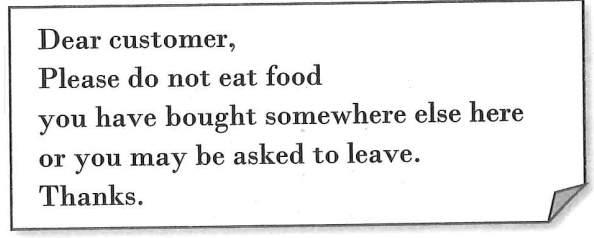 Dear customer,
Please do not eat food
you have bought somewhere else here
or you may be asked to leave.
Thanks.